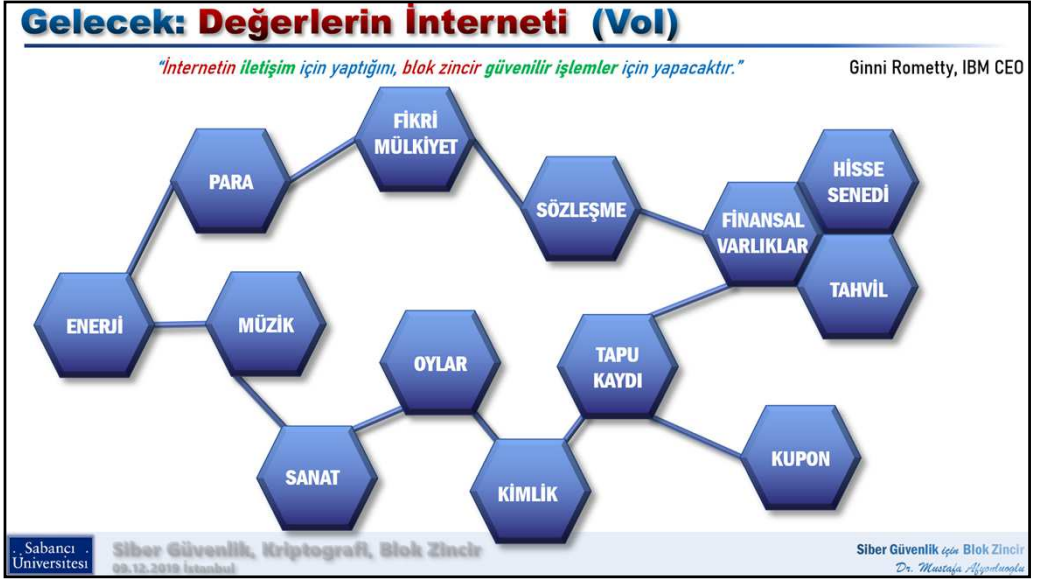 Gelecek: Değerlerin İnterneti (VoI)
"İnternetin iletişim için yaptığını, blok zincir güvenilir işlemler için yapacaktır." Ginni Rometty, IBM CEO
FİKRİ
MÜLKİYET
PARA
HİSSE
SENEDİ
SÖZLEŞME
FİNANSAL
VARLIKLAR
TAHVİL
ENERJİ
MÜZİK
OYLAR
TAPU
KAYDI
SANAT
KİMLİK
KUPON
Sabancı
Üniversitesi
Siber Güvenlik, Kriptografi, Blok Zincir
09.12.2019 İstanbul
Siber Güvenlik için Blok Zincir
Dr. Mustafa Afyonluoglu